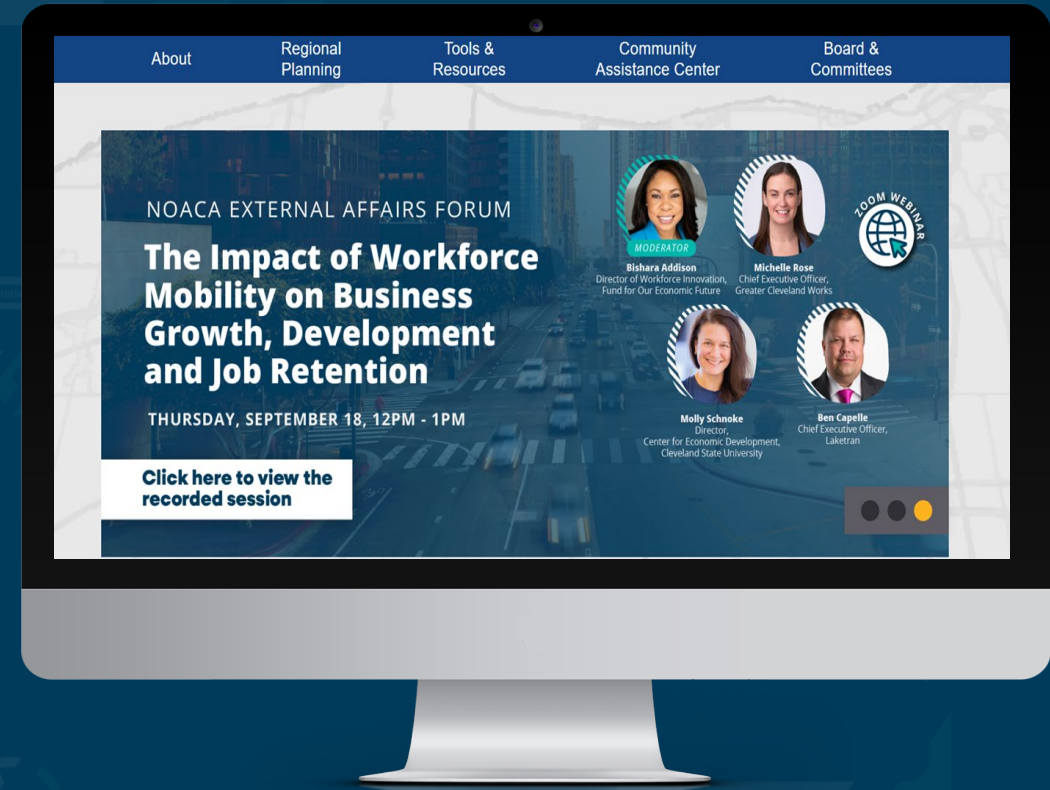 About
Regional
Planning
Tools &
Resources
Community
Assistance Center
Board &
Committees
NOACA EXTERNAL AFFAIRS FORUM
The Impact of Workforce
Mobility on Business
Growth, Development
and Job Retention
THURSDAY, SEPTEMBER 18, 12PM - 1PM
Click here to view the
recorded session
MODERATOR
Bishara Addison
Director of Workforce Innovation,
Fund for Our Economic Future
Michelle Rose
Chief Executive Officer,
Greater Cleveland Works
ZOOM WEBINAR
Molly Schnoke
Director,
Center for Economic Development,
Cleveland State University
Ben Capelle
Chief Executive Officer,
Laketran